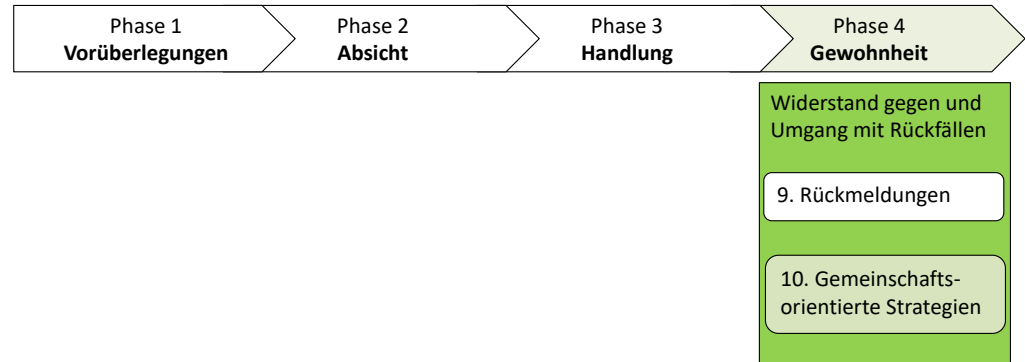 Phase 1
Vorüberlegungen
Phase 2
Absicht
Phase 3
Handlung
Phase 4
Gewohnheit
Widerstand gegen und
Umgang mit Rückfällen
9. Rückmeldungen
10. Gemeinschafts-
orientierte Strategien